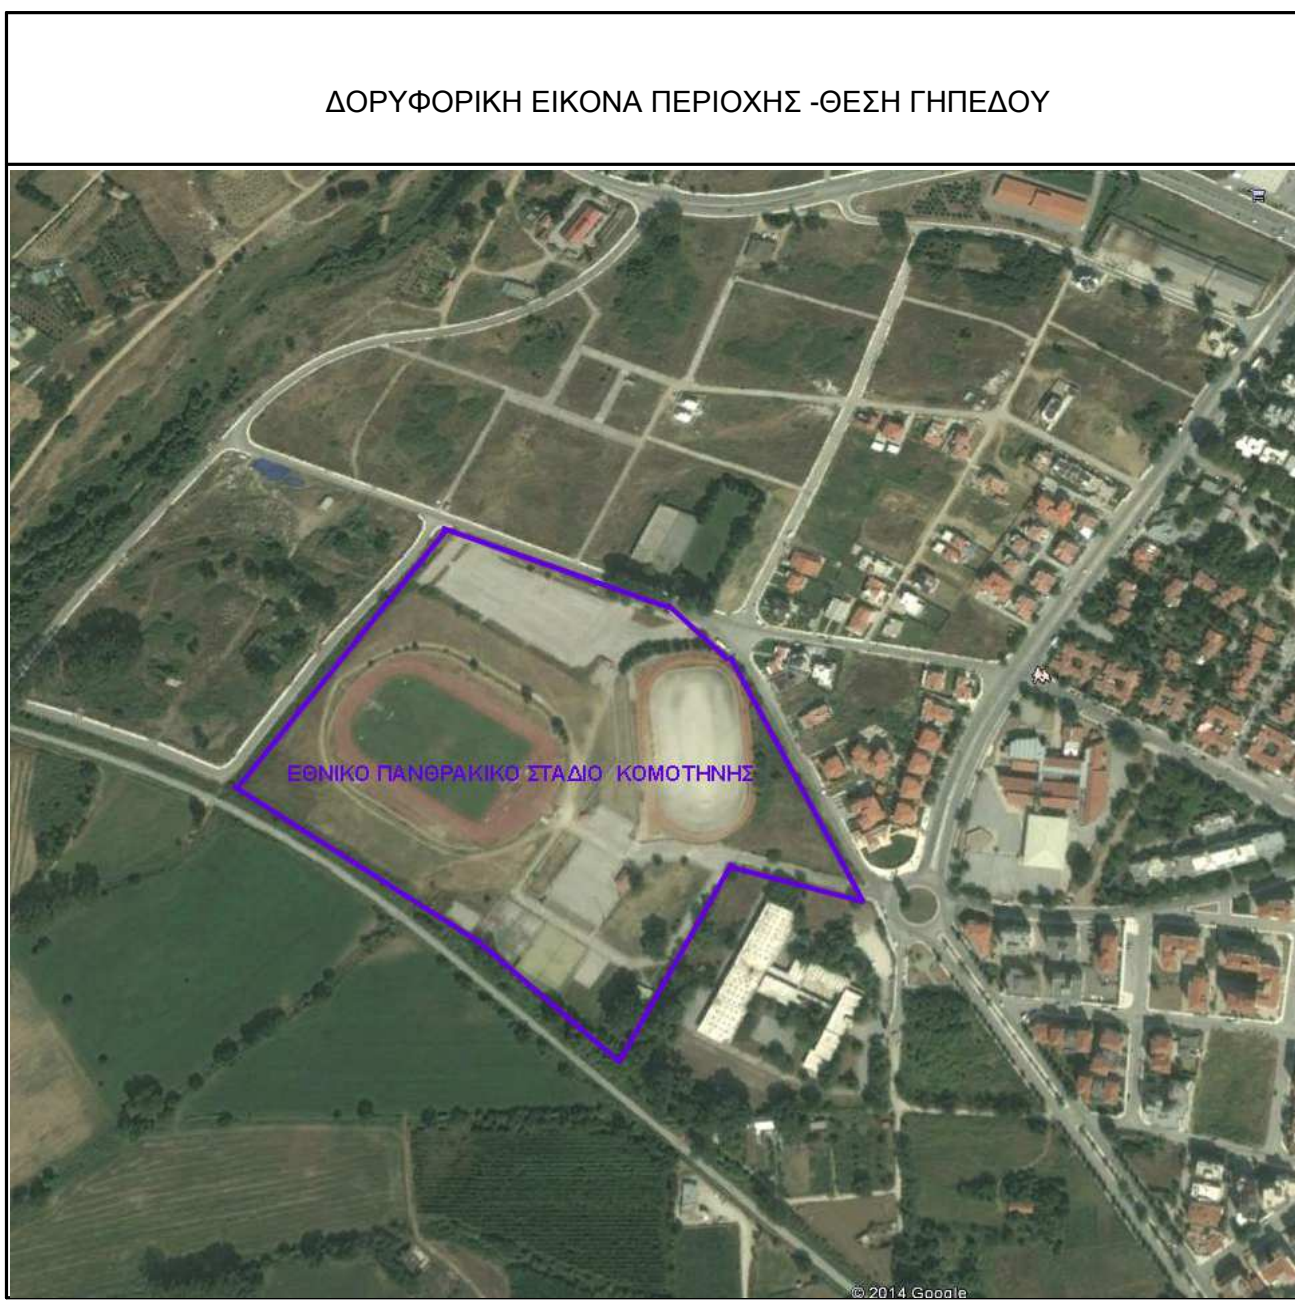 ΔΟΡΥΦΟΡΙΚΗ ΕΙΚΟΝΑ ΠΕΡΙΟΧΗΣ -ΘΕΣΗ ΓΗΠΕΔΟΥ
ΕΘΝΙΚΟ ΠΑΝΘΡΑΚΙΚΟ ΣΤΑΔΙΟ ΚΟΜΟΤΗΝΗΣ
© 2014 Google